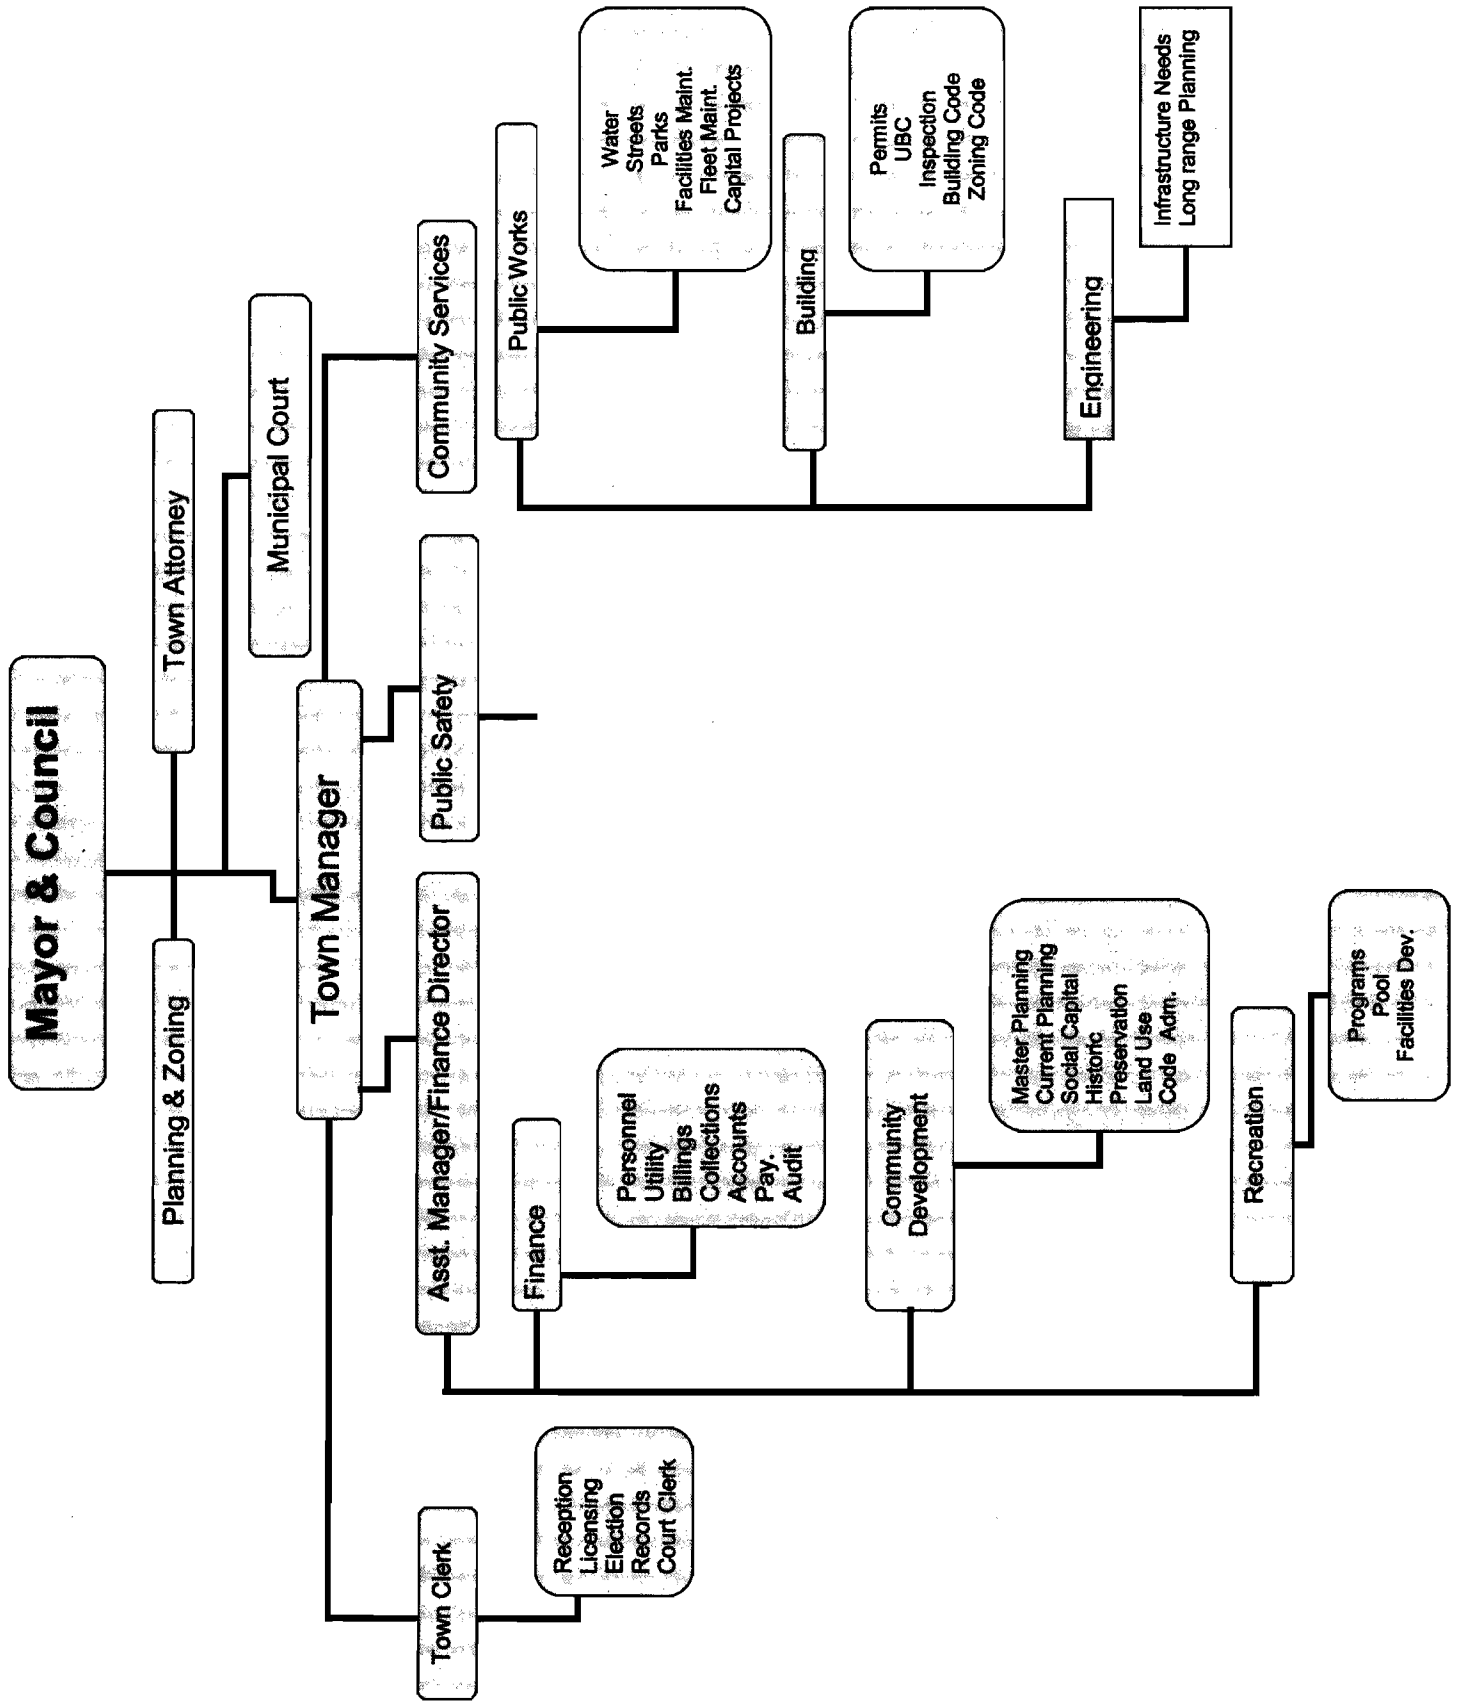 Mayor & Council
Planning & Zoning
Town Attorney
Municipal Court
Town Manager
Town Clerk
Asst. Manager/Finance Director
Public Safety
Community Services
Reception
Licensing
Election
Records
Court Clerk
Finance
Personnel
Utility
Billings
Collections
Accounts
Pay.
Audit
Community
Development
Master Planning
Current Planning
Social Capital
Historic
Preservation
Land Use
Code Adm.
Recreation
Programs
Pool
Facilities Dev.
Public Works
Water
Streets
Parks
Facilities Maint.
Fleet Maint.
Capital Projects
Building
Permits
UBC
Inspection
Building Code
Zoning Code
Engineering
Infrastructure Needs
Long range Planning